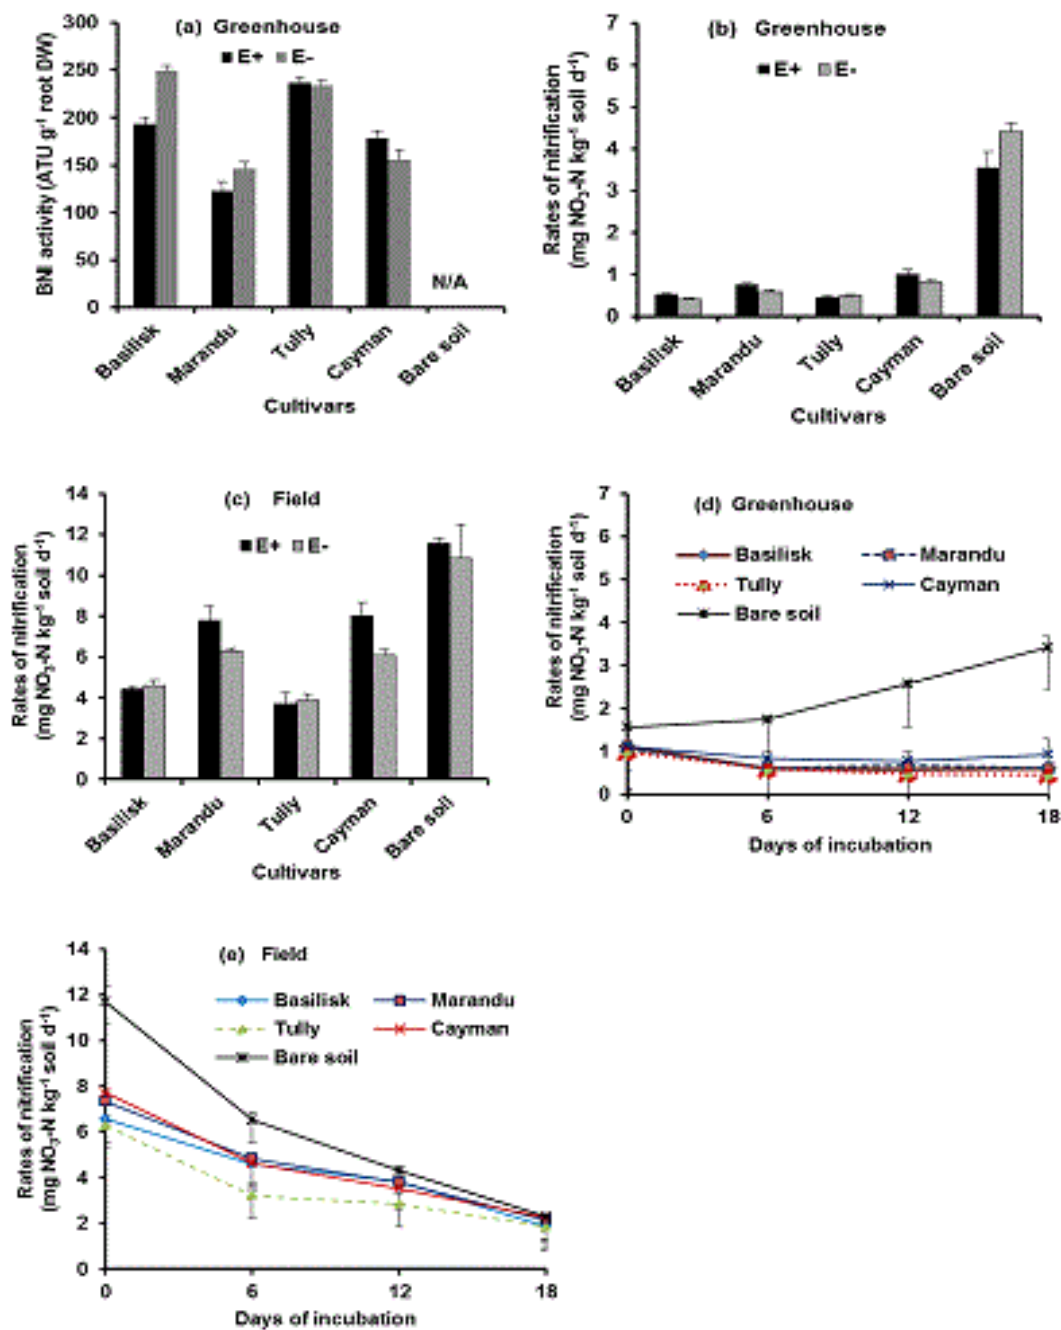 (a) Greenhouse
E+ E-
BNI activity (ATU g⁻¹ root DW)
300
250
200
150
100
50
0
N/A
Basilisk
Marandu
Tully
Cayman
Bare soil
Cultivars
(b) Greenhouse
E+ E-
Rates of nitrification
(mg NO₃-N kg⁻¹ soil d⁻¹)
7
6
5
4
3
2
1
0
Basilisk
Marandu
Tully
Cayman
Bare soil
Cultivars
(c) Field
E+ E-
Rates of nitrification
(mg NO₃-N kg⁻¹ soil d⁻¹)
14
12
10
8
6
4
2
0
Basilisk
Marandu
Tully
Cayman
Bare soil
Cultivars
(d) Greenhouse
Basilisk Marandu
Tully Cayman
Bare soil
Rates of nitrification
(mg NO₃-N kg⁻¹ soil d⁻¹)
7
6
5
4
3
2
1
0
0 6 12 18
Days of incubation
(e) Field
Basilisk Marandu
Tully Cayman
Bare soil
Rates of nitrification
(mg NO₃-N kg⁻¹ soil d⁻¹)
14
12
10
8
6
4
2
0
0 6 12 18
Days of incubation